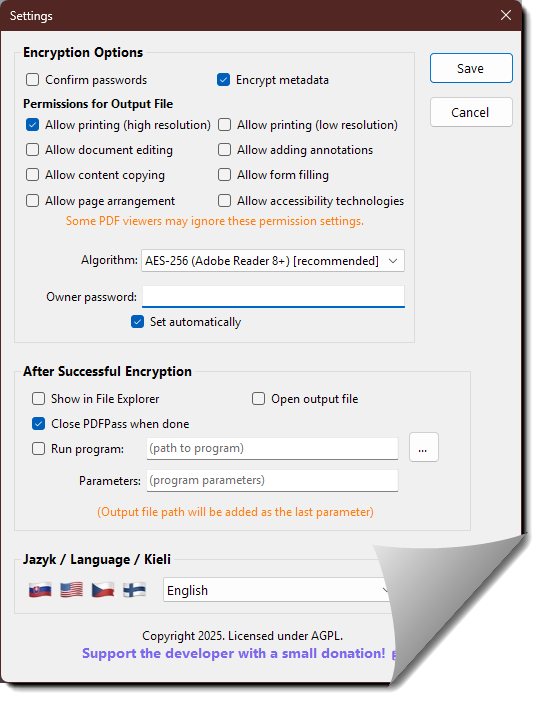 Settings
Encryption Options
Save
Confirm passwords Encrypt metadata
Permissions for Output File
Cancel
Allow printing (high resolution) Allow printing (low resolution)
Allow document editing Allow adding annotations
Allow content copying Allow form filling
Allow page arrangement Allow accessibility technologies
Some PDF viewers may ignore these permission settings.
Algorithm: AES-256 (Adobe Reader 8+) [recommended]
Owner password:
Set automatically
After Successful Encryption
Show in File Explorer Open output file
Close PDFPass when done
Run program: (path to program) ...
Parameters: (program parameters)
(Output file path will be added as the last parameter)
Jazyk / Language / Kieli
English
Copyright 2025. Licensed under AGPL.
Support the developer with a small donation!